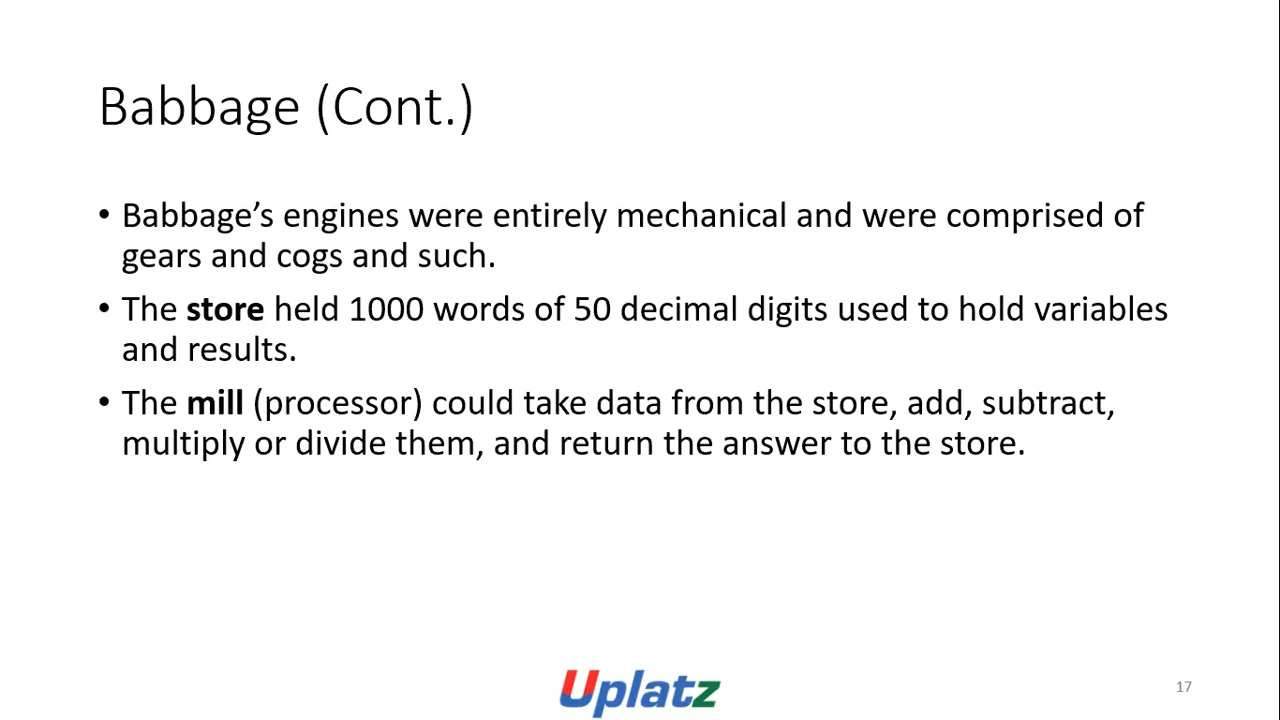 Babbage (Cont.)
• Babbage’s engines were entirely mechanical and were comprised of
gears and cogs and such.
• The store held 1000 words of 50 decimal digits used to hold variables
and results.
• The mill (processor) could take data from the store, add, subtract,
multiply or divide them, and return the answer to the store.
Uplatz
17